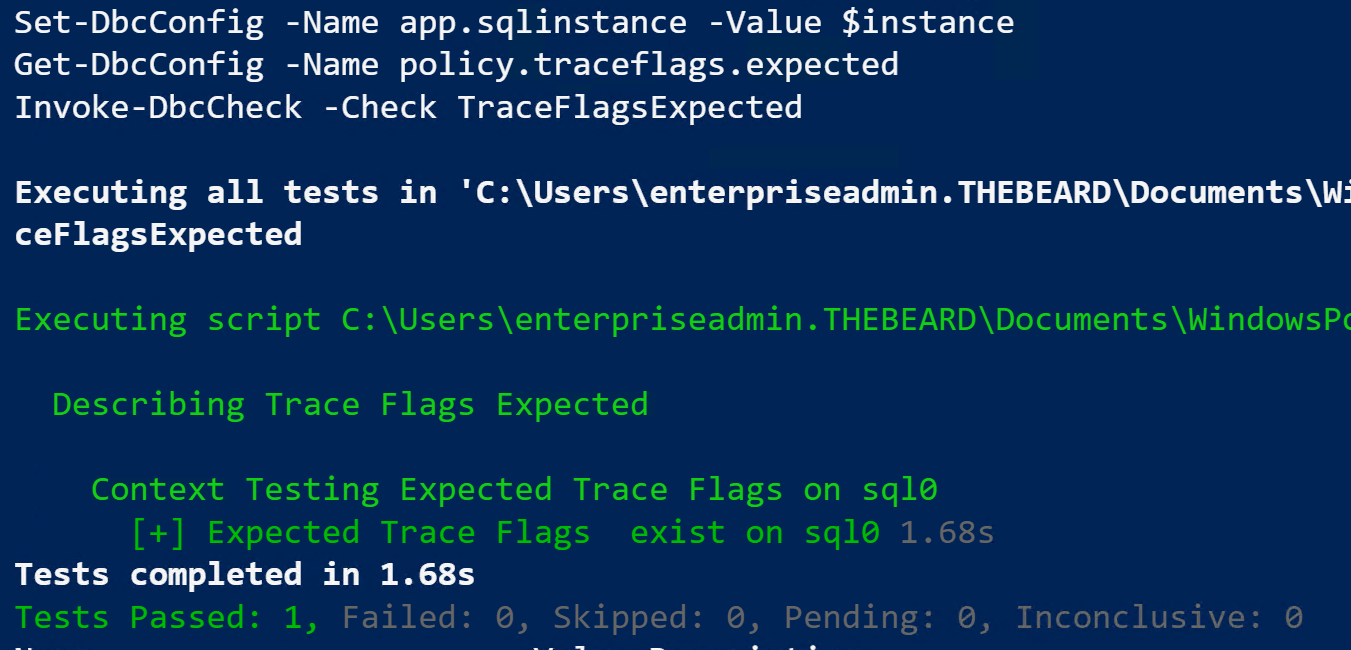 Set-DbcConfig -Name app.sqlinstance -Value $instance
Get-DbcConfig -Name policy.traceflags.expected
Invoke-DbcCheck -Check TraceFlagsExpected
Executing all tests in 'C:\Users\enterpriseadmin.THEBEARD\Documents\Wi
ceFlagsExpected
Executing script C:\Users\enterpriseadmin.THEBEARD\Documents\WindowsPo
Describing Trace Flags Expected
Context Testing Expected Trace Flags on sql0
[+] Expected Trace Flags  exist on sql0 1.68s
Tests completed in 1.68s
Tests Passed: 1, Failed: 0, Skipped: 0, Pending: 0, Inconclusive: 0